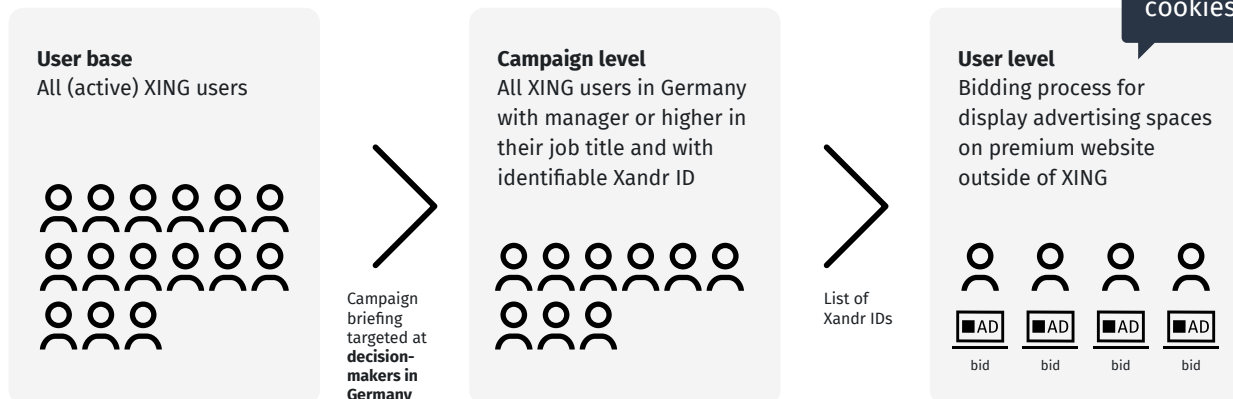 cookies
User base
All (active) XING users
Campaign
briefing
targeted at
decision-
makers in
Germany
Campaign level
All XING users in Germany
with manager or higher in
their job title and with
identifiable Xandr ID
List of
Xandr IDs
User level
Bidding process for
display advertising spaces
on premium website
outside of XING
AD AD AD AD
bid bid bid bid